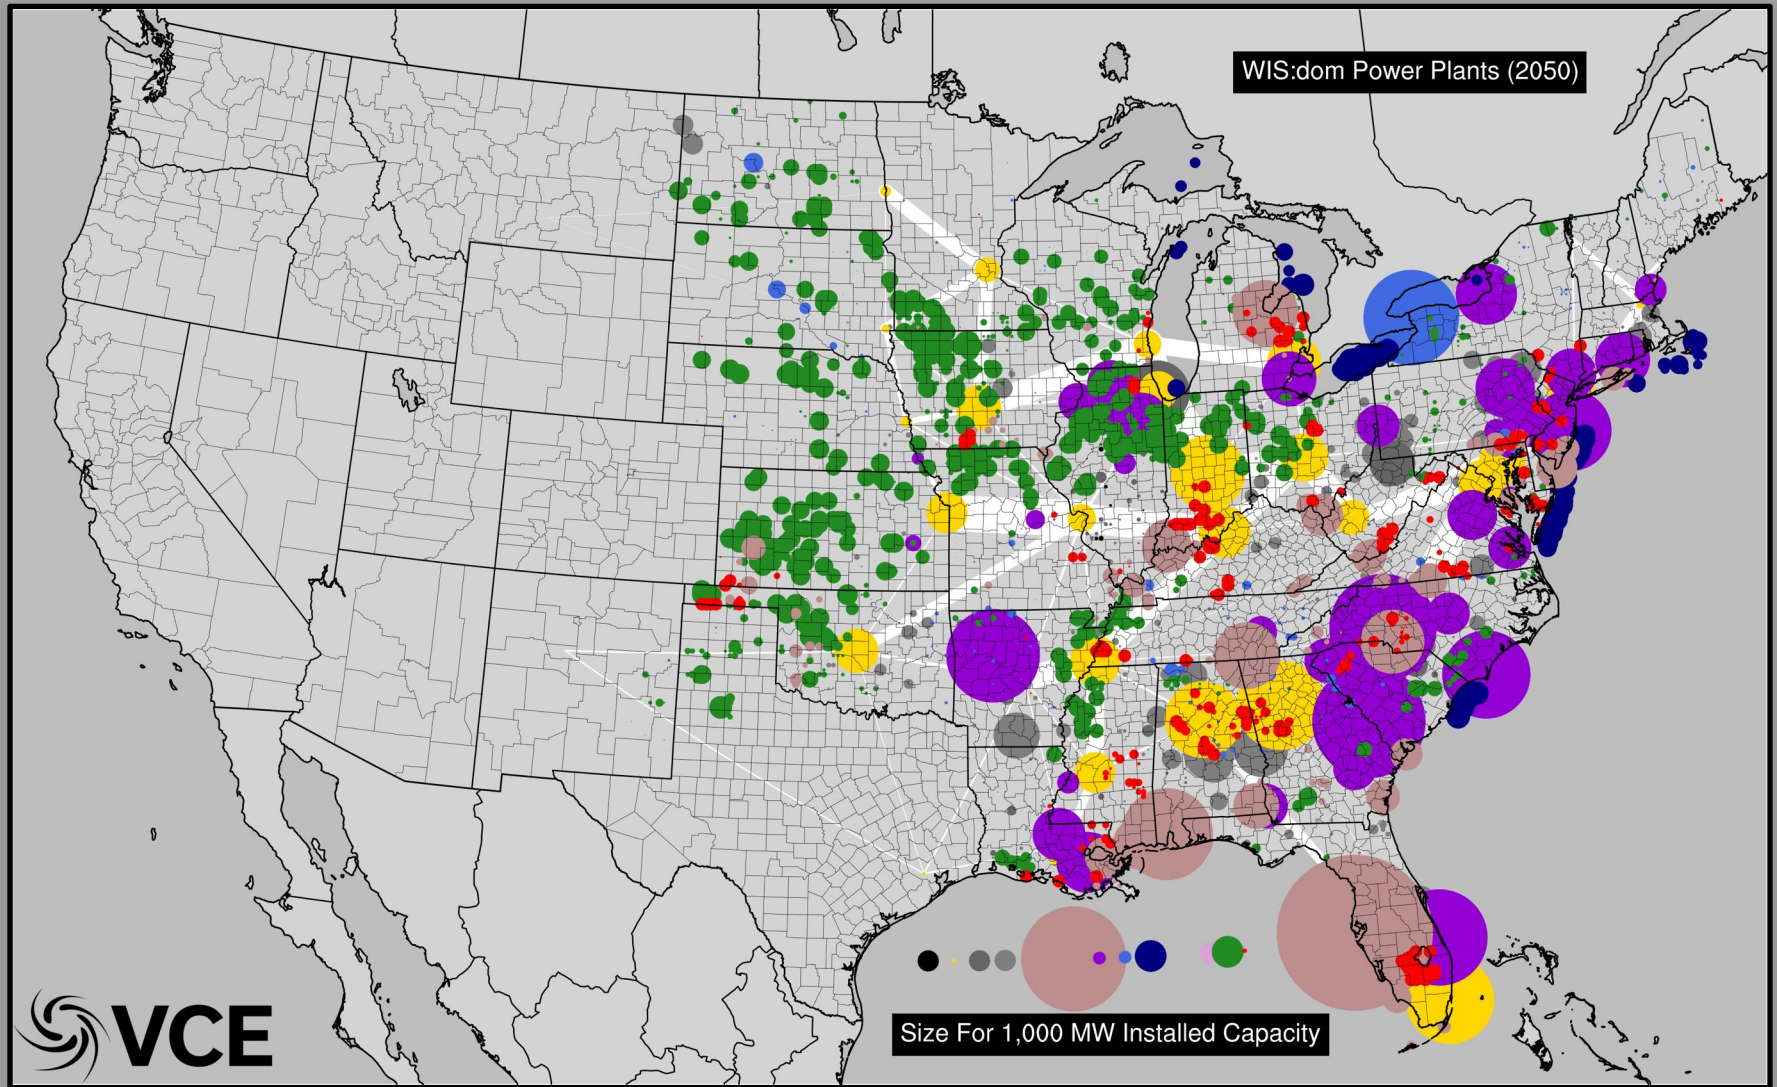 WIS:dom Power Plants (2050)
Size For 1,000 MW Installed Capacity
VCE